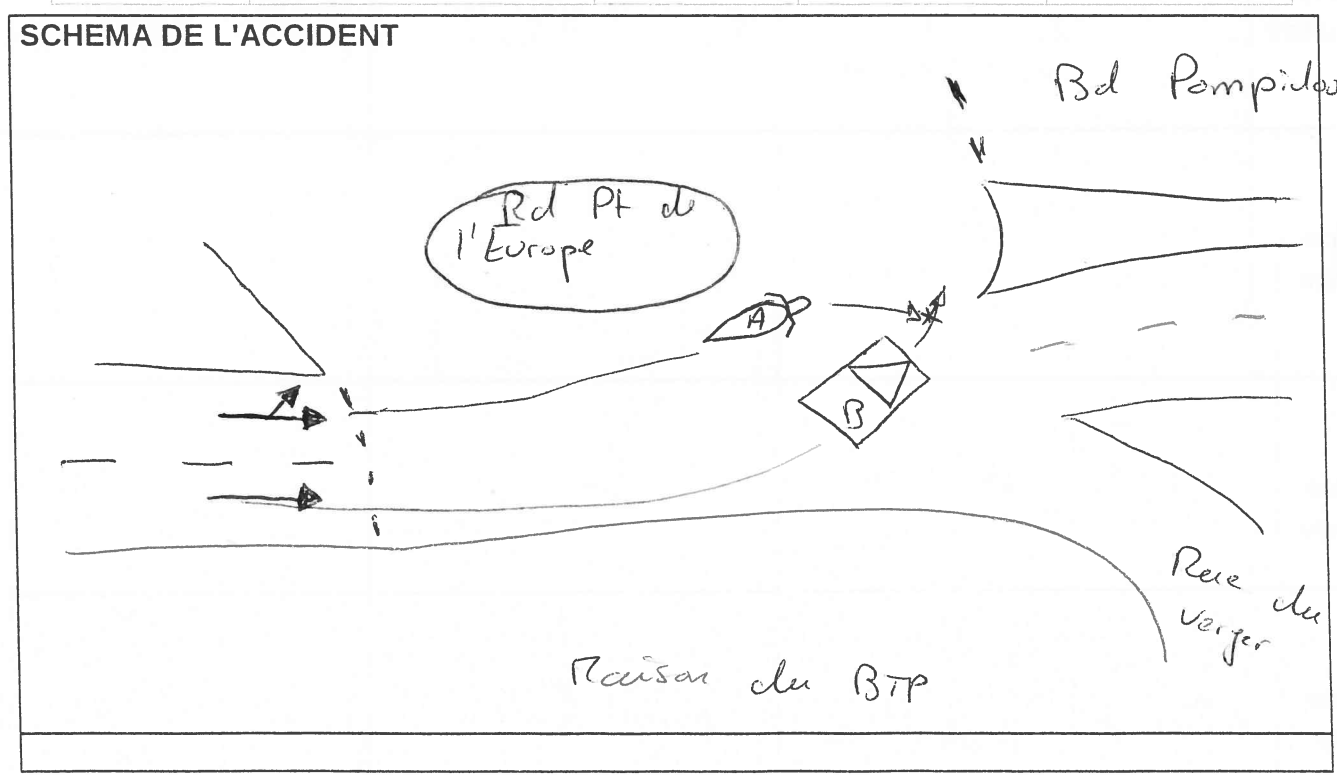 SCHEMA DE L'ACCIDENT
Bd Pompidou
Rd Pt de
l'Europe
A
B
Rue du
Verger
Maison du BTP